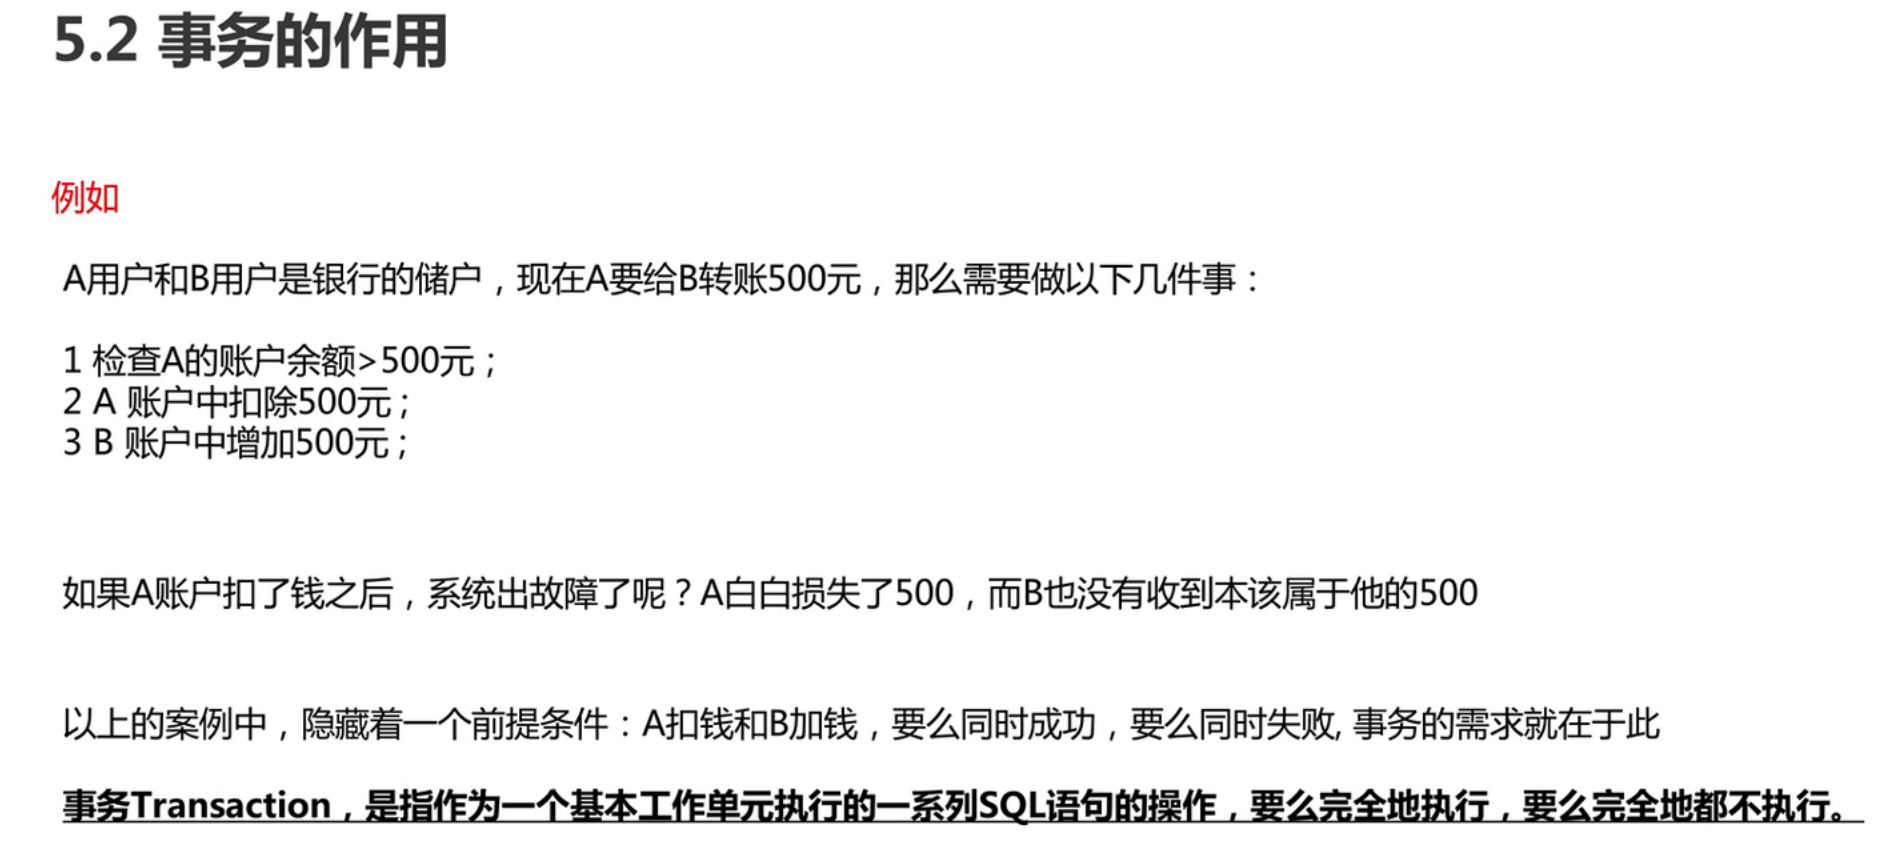 5.2 事务的作用
例如
A用户和B用户是银行的储户，现在A要给B转账500元，那么需要做以下几件事：
1 检查A的账户余额>500元；
2 A 账户中扣除500元；
3 B 账户中增加500元；
如果A账户扣了钱之后，系统出故障了呢？A白白损失了500，而B也没有收到本该属于他的500
以上的案例中，隐藏着一个前提条件：A扣钱和B加钱，要么同时成功，要么同时失败, 事务的需求就在于此
事务Transaction，是指作为一个基本工作单元执行的一系列SQL语句的操作，要么完全地执行，要么完全地都不执行。